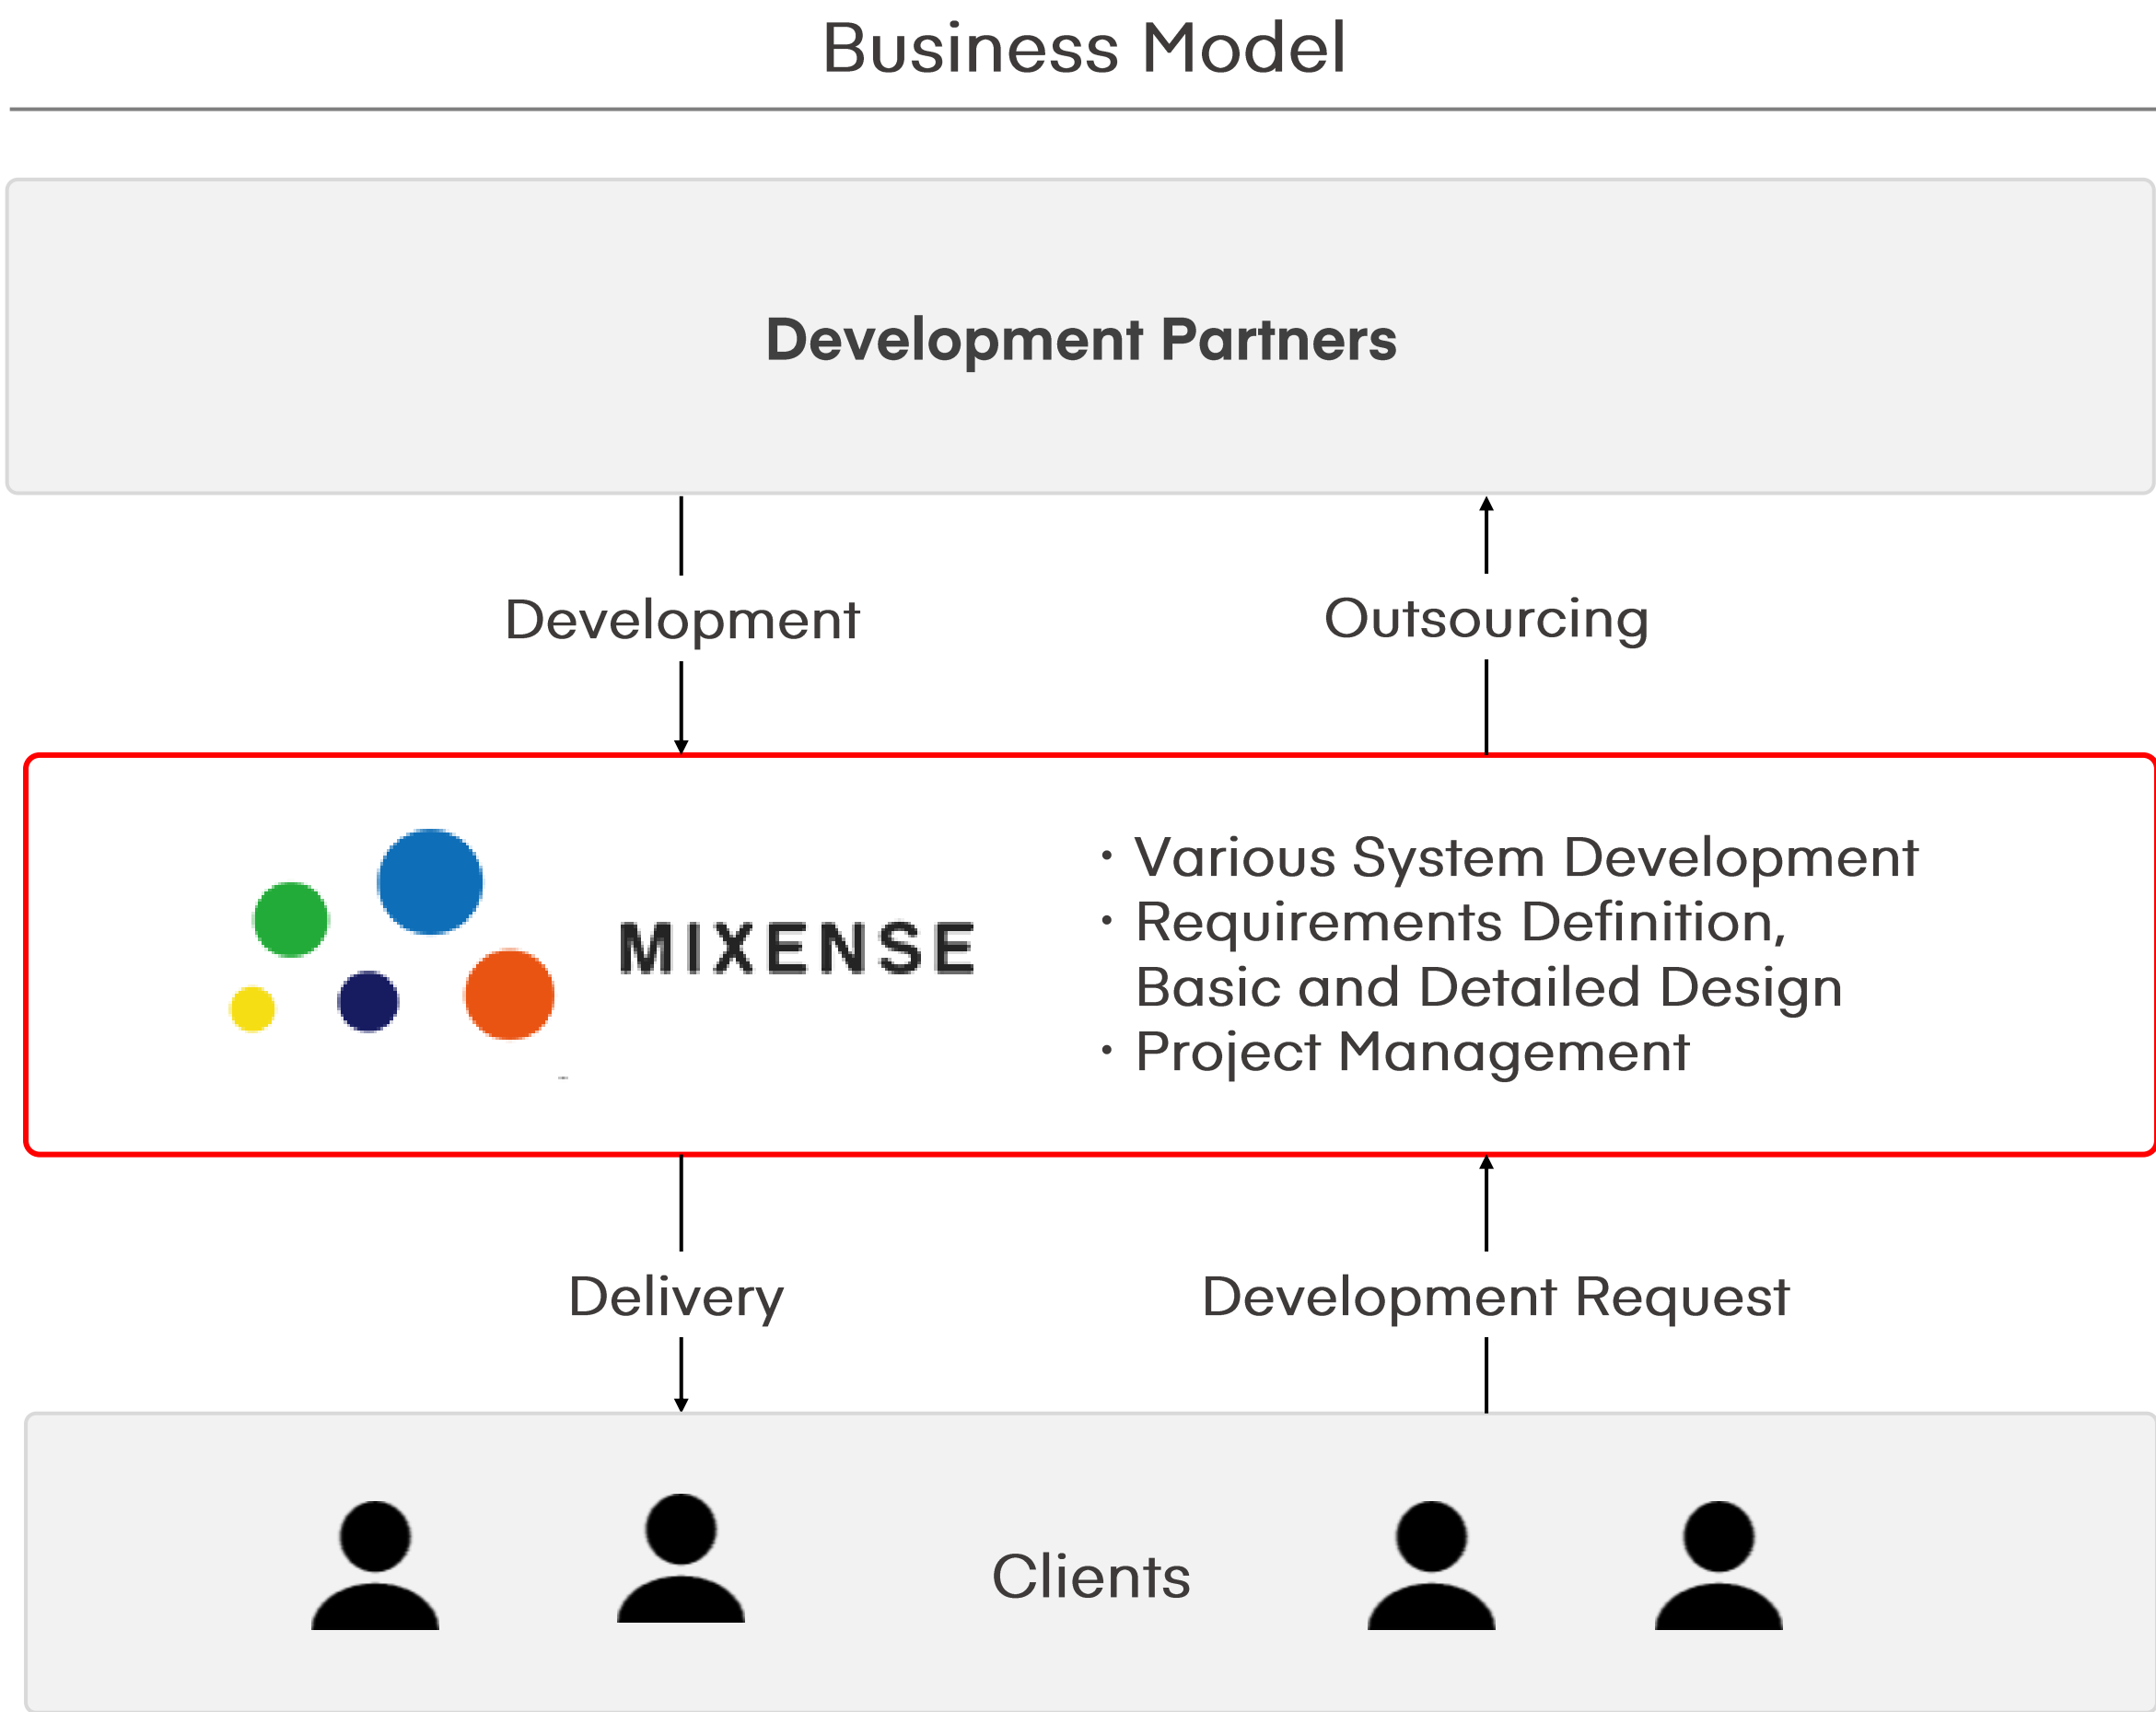 Business Model
Development Partners
Development
Outsourcing
MIXENSE
・Various System Development
・Requirements Definition,
Basic and Detailed Design
・Project Management
Delivery
Development Request
Clients